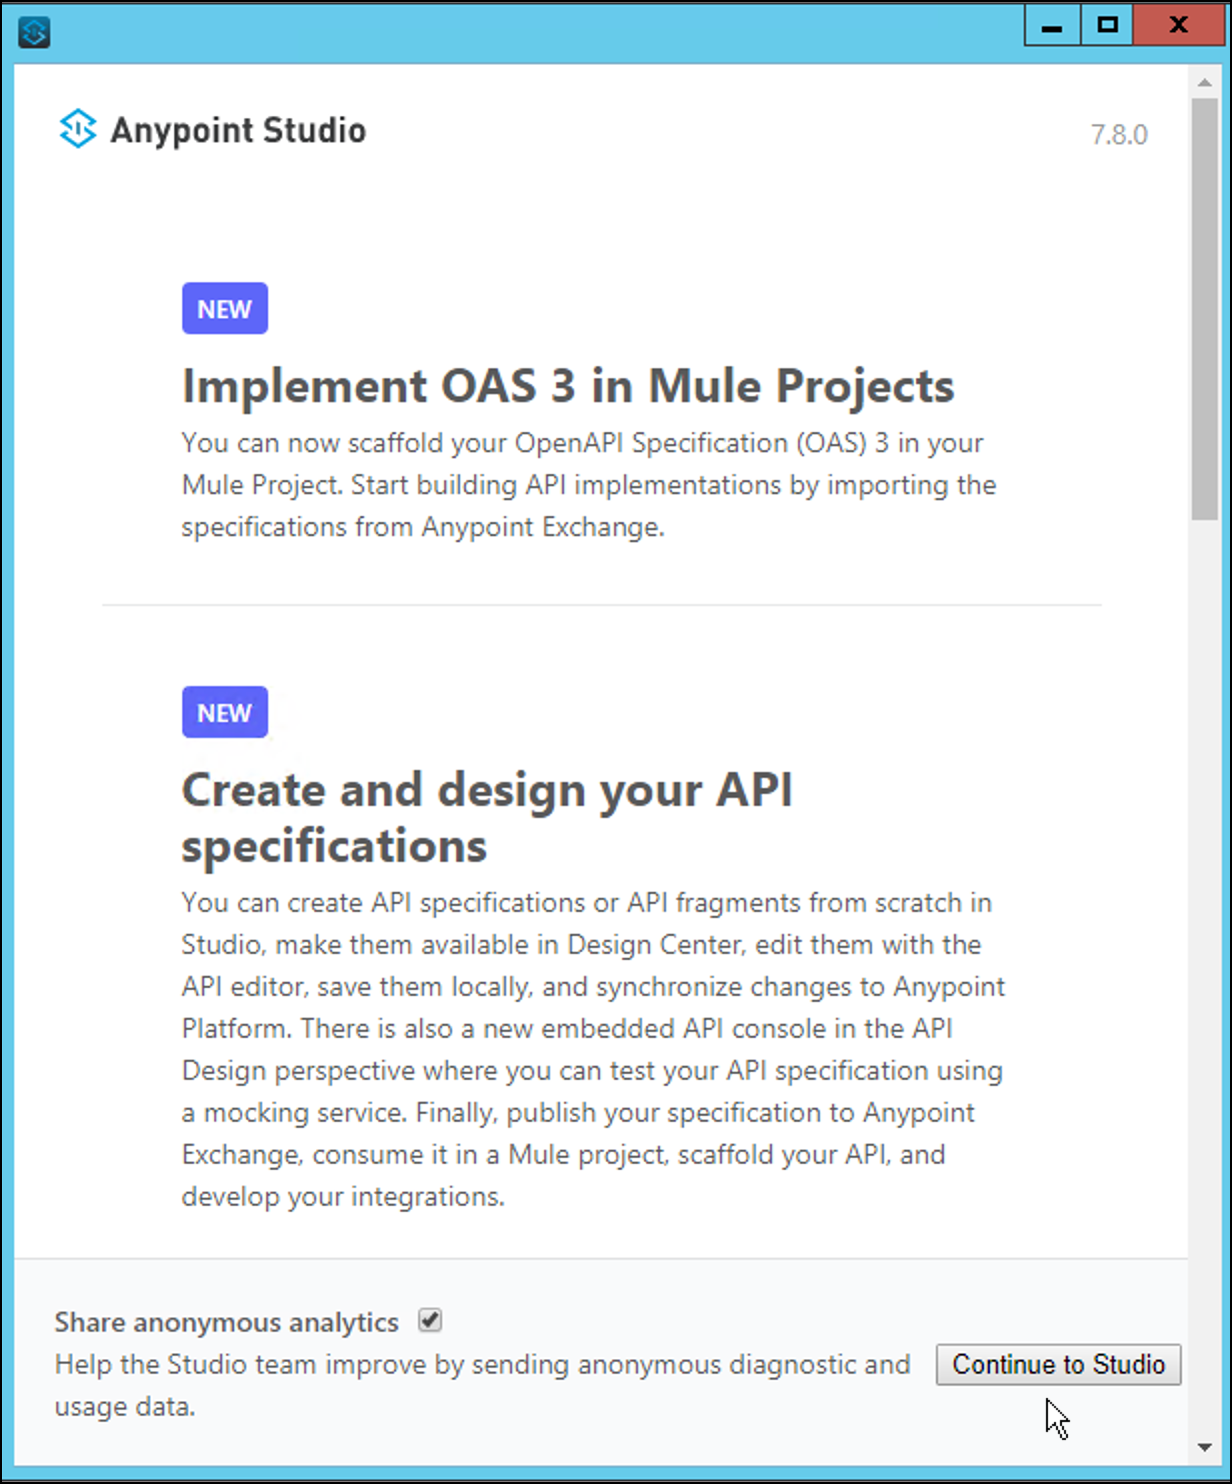 Anypoint Studio
7.8.0
NEW
Implement OAS 3 in Mule Projects
You can now scaffold your OpenAPI Specification (OAS) 3 in your
Mule Project. Start building API implementations by importing the
specifications from Anypoint Exchange.
NEW
Create and design your API
specifications
You can create API specifications or API fragments from scratch in
Studio, make them available in Design Center, edit them with the
API editor, save them locally, and synchronize changes to Anypoint
Platform. There is also a new embedded API console in the API
Design perspective where you can test your API specification using
a mocking service. Finally, publish your specification to Anypoint
Exchange, consume it in a Mule project, scaffold your API, and
develop your integrations.
Share anonymous analytics
Help the Studio team improve by sending anonymous diagnostic and
usage data.
Continue to Studio